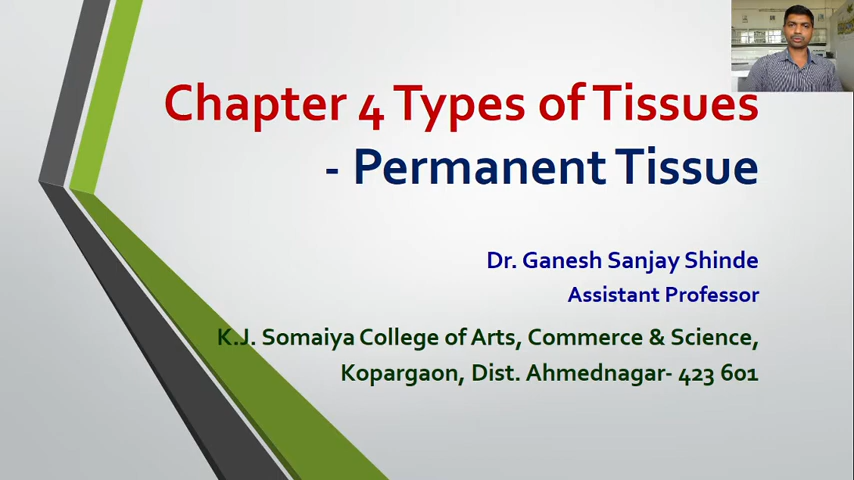 Chapter 4 Types of Tissues
- Permanent Tissue
Dr. Ganesh Sanjay Shinde
Assistant Professor
K.J. Somaiya College of Arts, Commerce & Science,
Kopargaon, Dist. Ahmednagar- 423 601